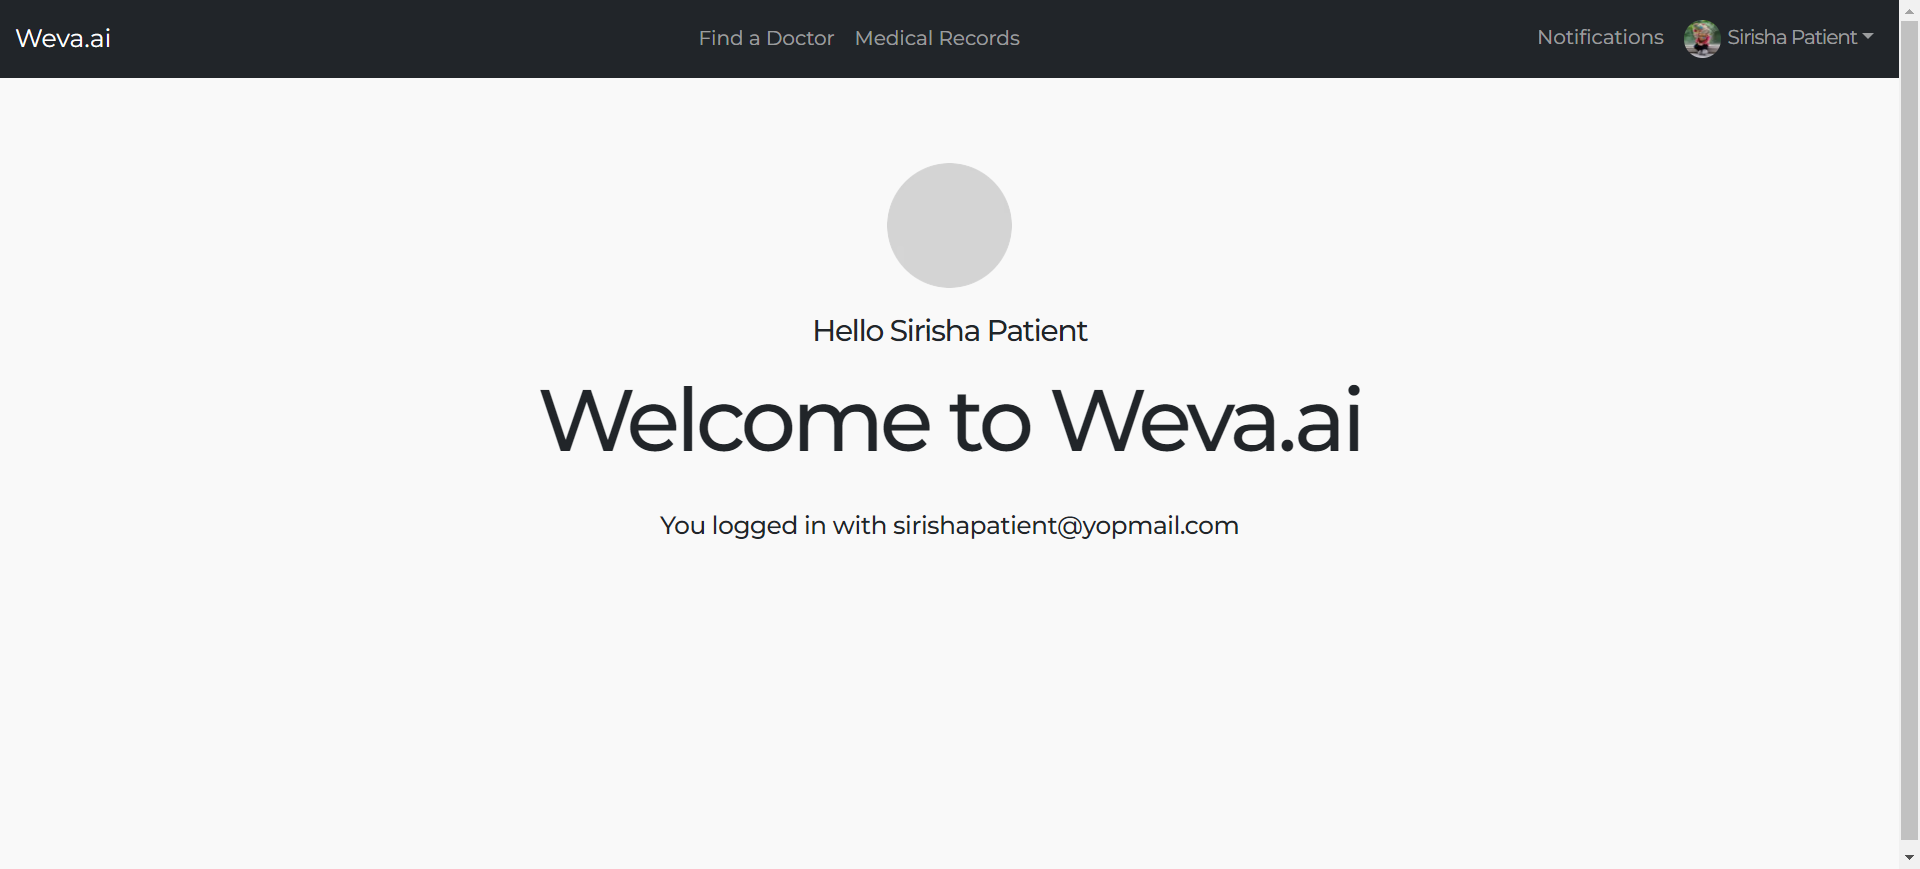 Weva.ai
Find a Doctor
Medical Records
Notifications
Sirisha Patient
Hello Sirisha Patient
Welcome to Weva.ai
You logged in with sirishapatient@yopmail.com